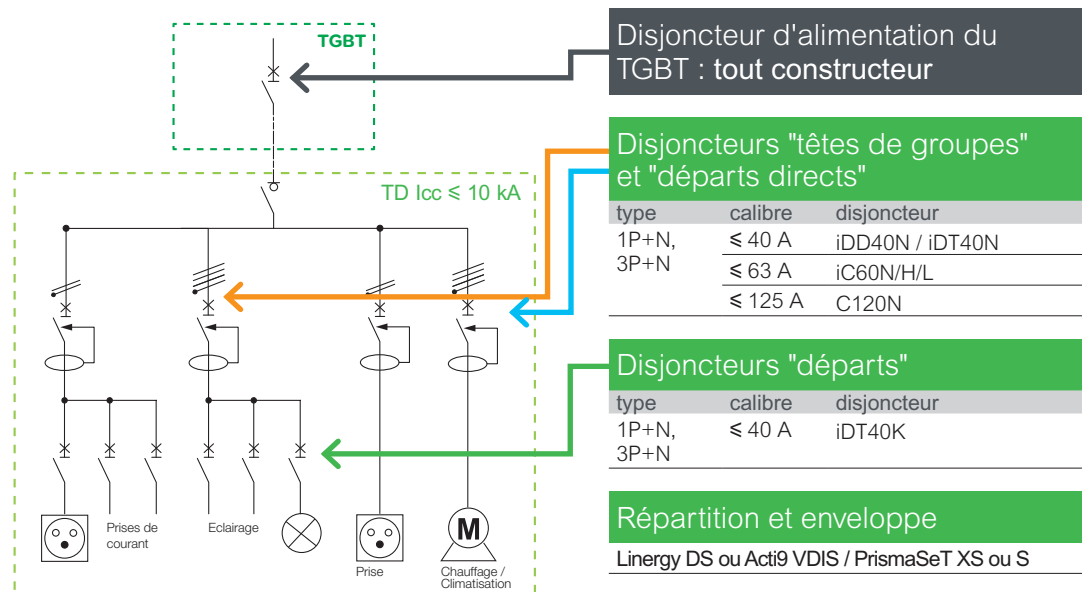 TGBT
TD Icc ⩽ 10 kA
Prises de
courant
Eclairage
Prise
M
Chauffage /
Climatisation
Disjoncteur d'alimentation du
TGBT : tout constructeur
Disjoncteurs "têtes de groupes"
et "départs directs"
type calibre disjoncteur
1P+N, ⩽ 40 A iDD40N / iDT40N
3P+N
⩽ 63 A iC60N/H/L
⩽ 125 A C120N
Disjoncteurs "départs"
type calibre disjoncteur
1P+N, ⩽ 40 A iDT40K
3P+N
Répartition et enveloppe
Linergy DS ou Acti9 VDIS / PrismaSeT XS ou S